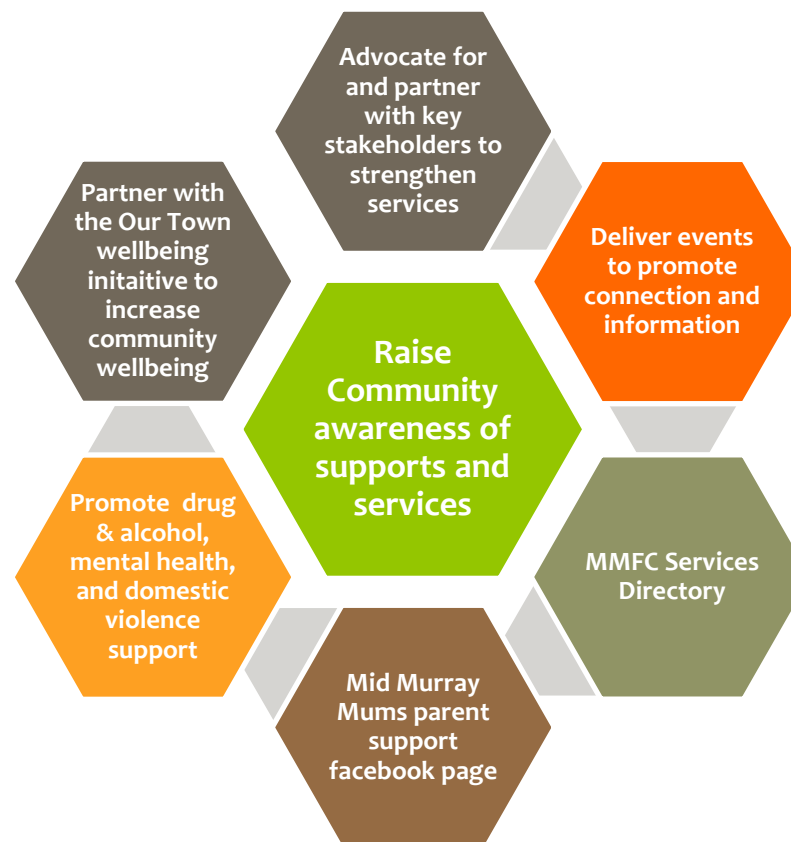 Advocate for
and partner
with key
stakeholders to
strengthen
services
Deliver events
to promote
connection and
information
MMFC Services
Directory
Mid Murray
Mums parent
support
facebook page
Promote  drug
& alcohol,
mental health,
and domestic
violence
support
Partner with
the Our Town
wellbeing
initaitive to
increase
community
wellbeing
Raise
Community
awareness of
supports and
services